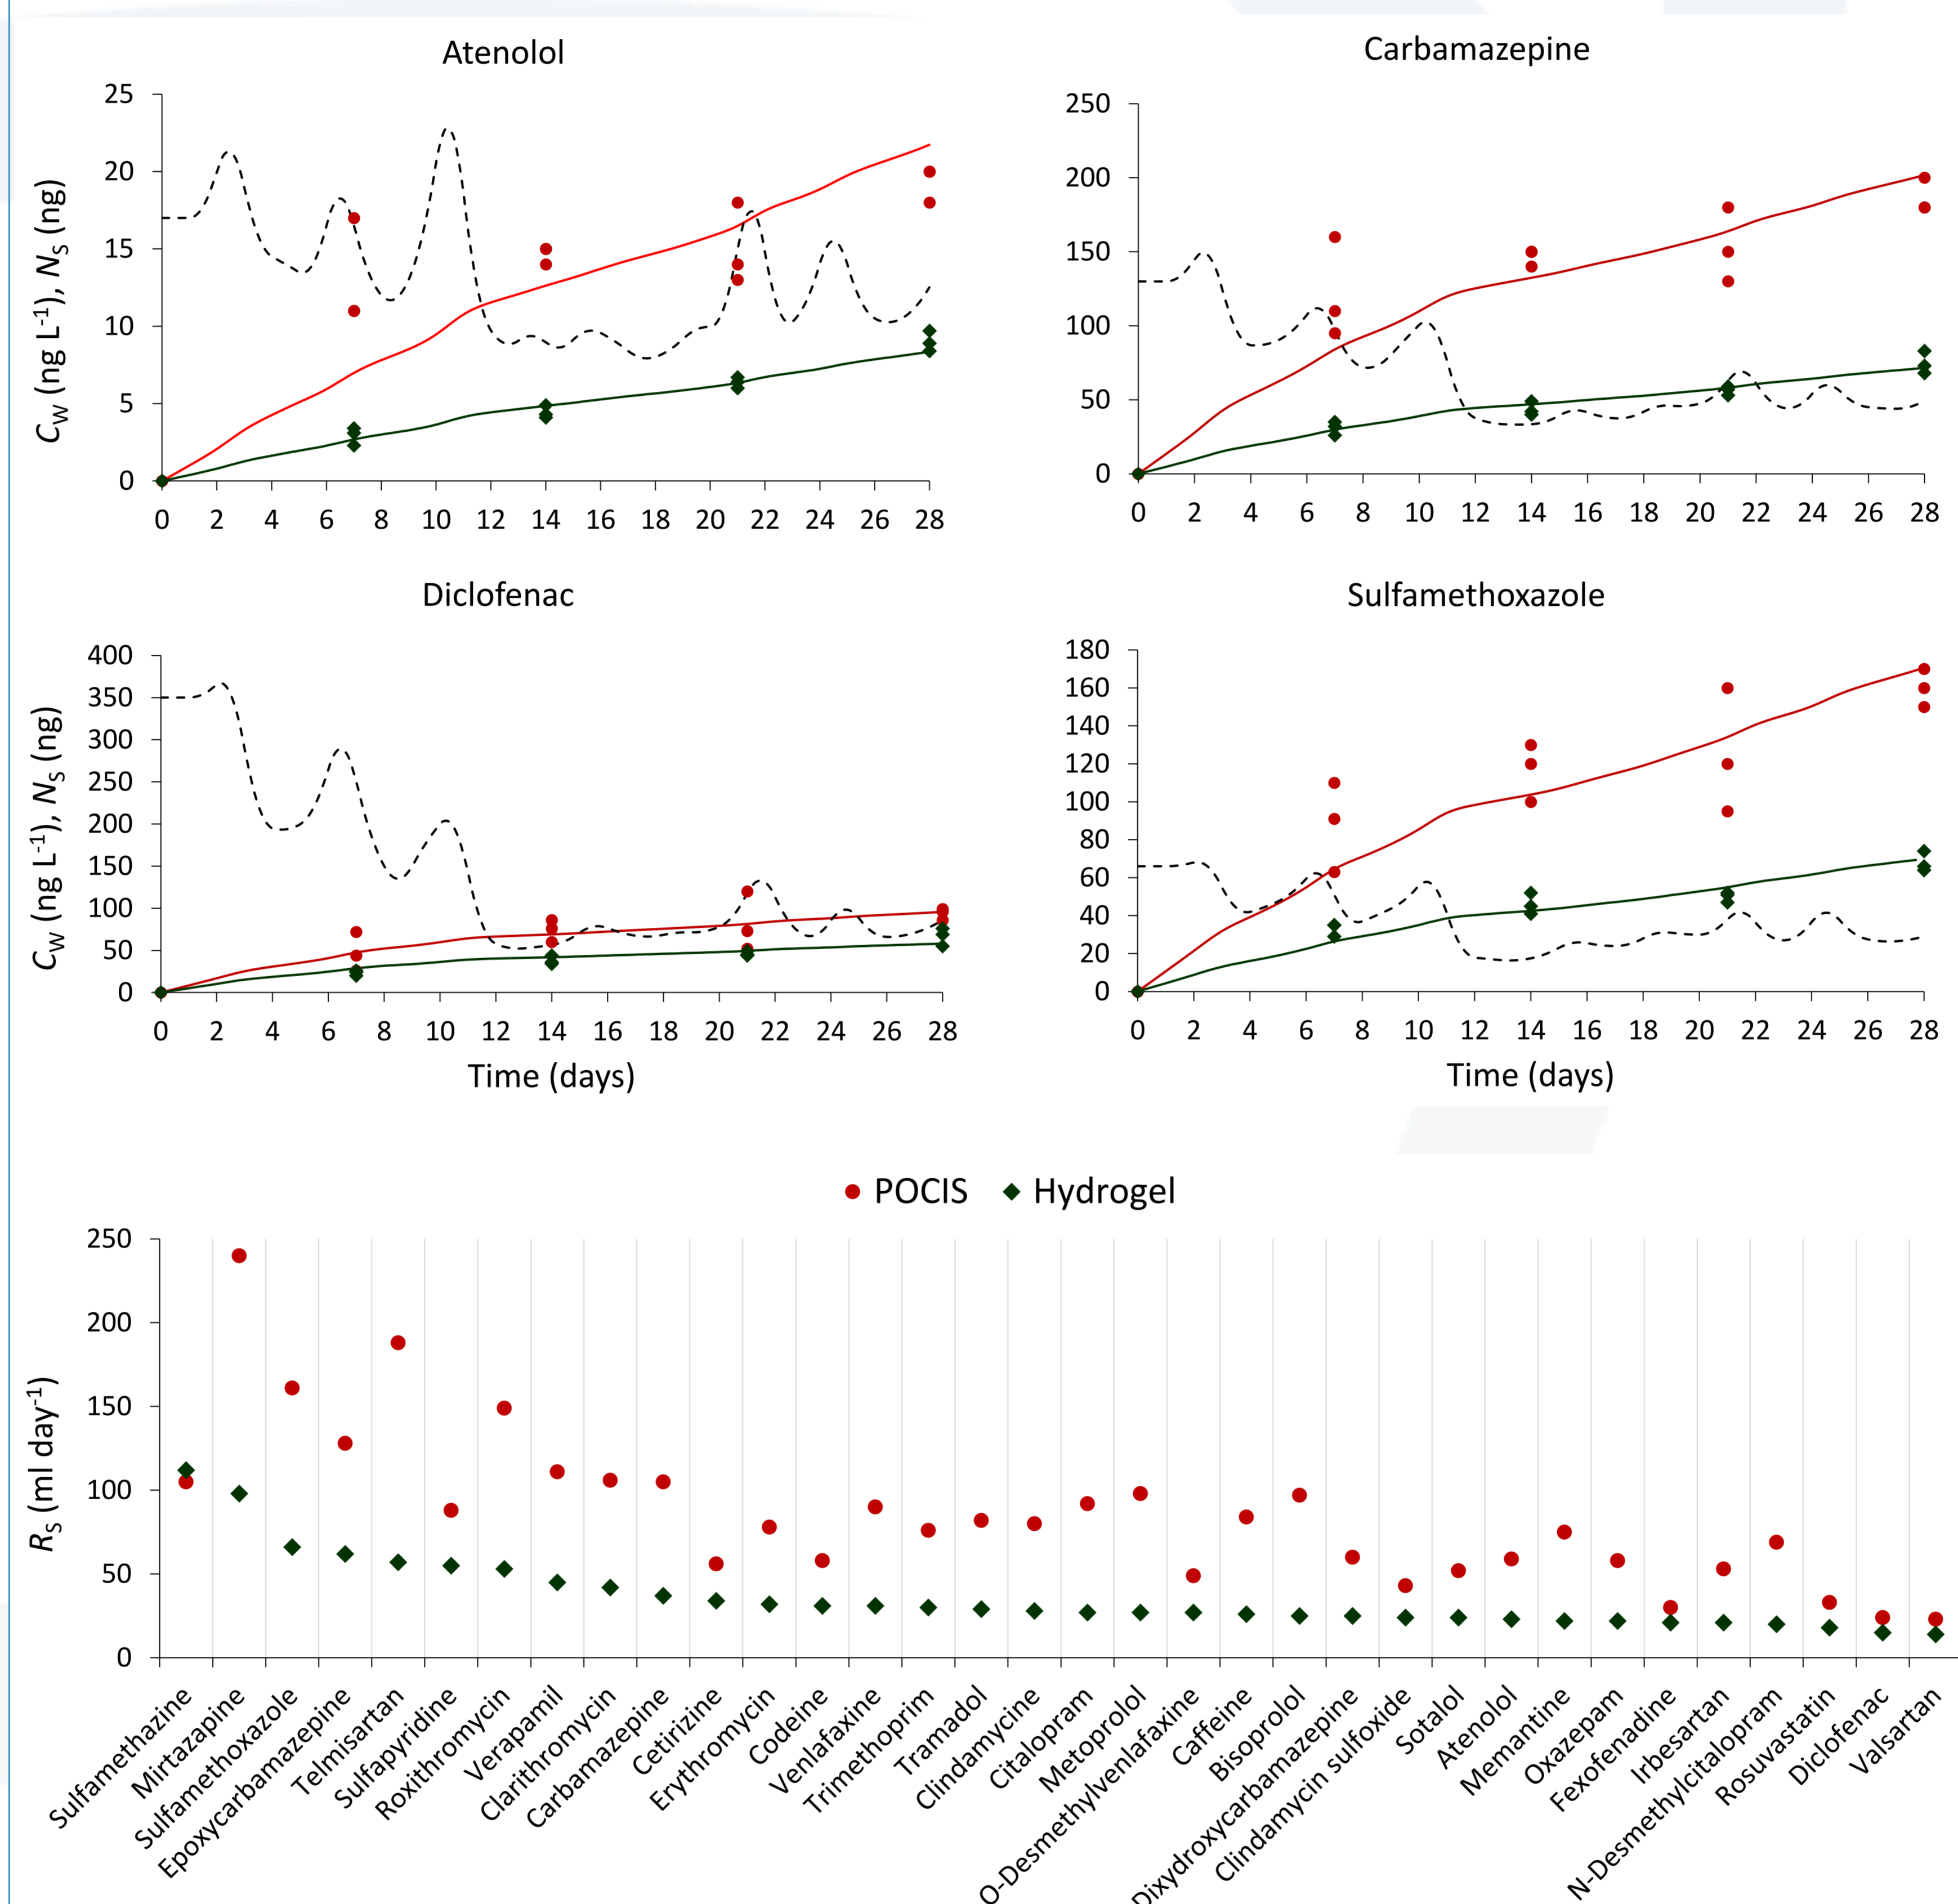 Atenolol
C_W (ng L⁻¹), N_S (ng)
25
20
15
10
5
0
0 2 4 6 8 10 12 14 16 18 20 22 24 26 28
Carbamazepine
250
200
150
100
50
0
0 2 4 6 8 10 12 14 16 18 20 22 24 26 28
Diclofenac
C_W (ng L⁻¹), N_S (ng)
400
350
300
250
200
150
100
50
0
0 2 4 6 8 10 12 14 16 18 20 22 24 26 28
Time (days)
Sulfamethoxazole
180
160
140
120
100
80
60
40
20
0
0 2 4 6 8 10 12 14 16 18 20 22 24 26 28
Time (days)
POCIS Hydrogel
R_S (ml day⁻¹)
250
200
150
100
50
0
Sulfamethazine
Mirtzapine
Sulfamethoxazole
Epoxycarbamazepine
Telmisartan
Sulfapyridine
Roxithromycin
Verapamil
Clarithromycin
Carbamazepine
Cetirizine
Erythromycin
Codeine
Venlafaxine
Trimethoprim
Tramadol
Clindamycine
Citalopram
Metoprolol
O-Desmethylvenlafaxine
Caffeine
Bisoprolol
Dixydroxycarbamazepine
Clindamycin sulfoxide
Sotalol
Atenolol
Memantine
Oxazepam
Fexofenadine
Irbesartan
N-Desmethylcitalopram
Rosuvastatin
Diclofenac
Valsartan